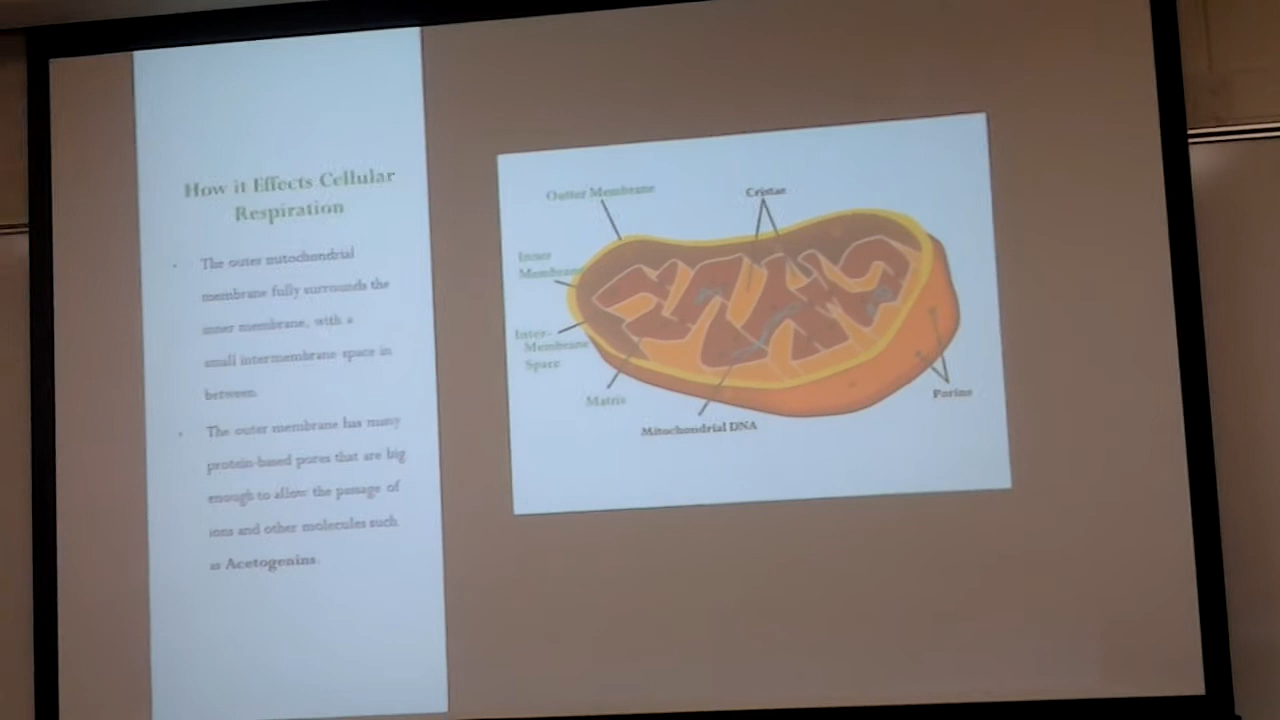 How it Effects Cellular
Respiration
The outer mitochondrial
membrane fully surrounds the
inner membrane, with a
small intermembrane space in
between.
The outer membrane has many
protein-based pores that are big
enough to allow the passage of
ions and other molecules such
as Acetogenins.
Outter Membrane
Cristae
Inner
Membrane
Inter-
Membrane
Space
Matrix
Mitochondrial DNA
Porins